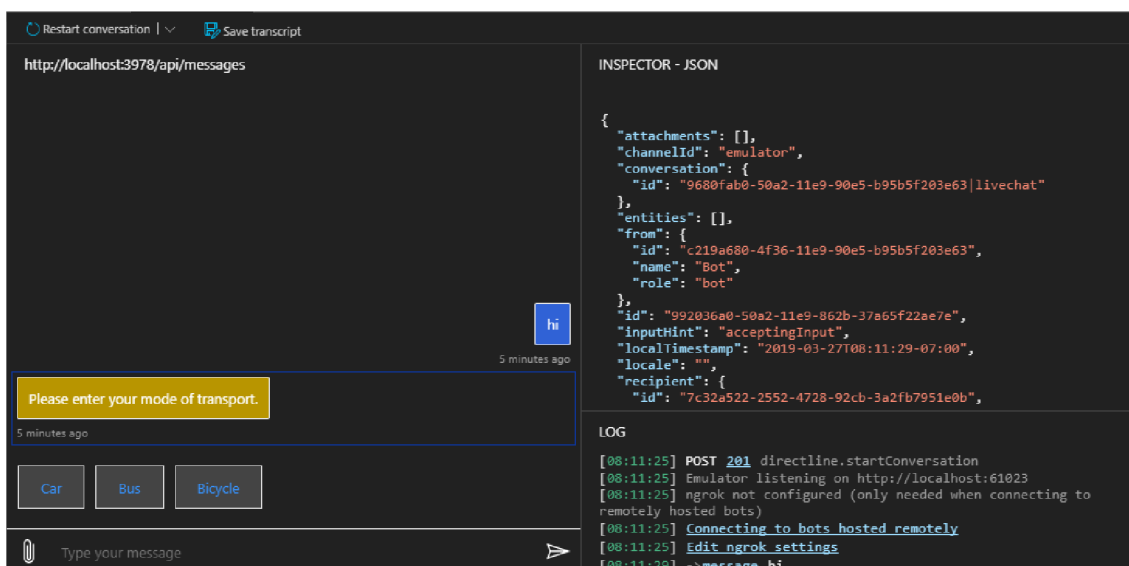 Restart conversation
Save transcript
http://localhost:3978/api/messages
hi
5 minutes ago
Please enter your mode of transport.
5 minutes ago
Car
Bus
Bicycle
Type your message
INSPECTOR - JSON
{
"attachments": [],
"channelId": "emulator",
"conversation": {
"id": "9680fab0-50a2-11e9-90e5-b95b5f203e63|livechat"
},
"entities": [],
"from": {
"id": "c219a680-4f36-11e9-90e5-b95b5f203e63",
"name": "Bot",
"role": "bot"
},
"id": "992036a0-50a2-11e9-862b-37a65f22ae7e",
"inputHint": "acceptingInput",
"localTimestamp": "2019-03-27T08:11:29-07:00",
"locale": "",
"recipient": {
"id": "7c32a522-2552-4728-92cb-3a2fb7951e0b",
LOG
[08:11:25] POST 201 directline.startConversation
[08:11:25] Emulator listening on http://localhost:61023
[08:11:25] ngrok not configured (only needed when connecting to
remotely hosted bots)
[08:11:25] Connecting to bots hosted remotely
[08:11:25] Edit ngrok settings
[08:11:29] ->message hi